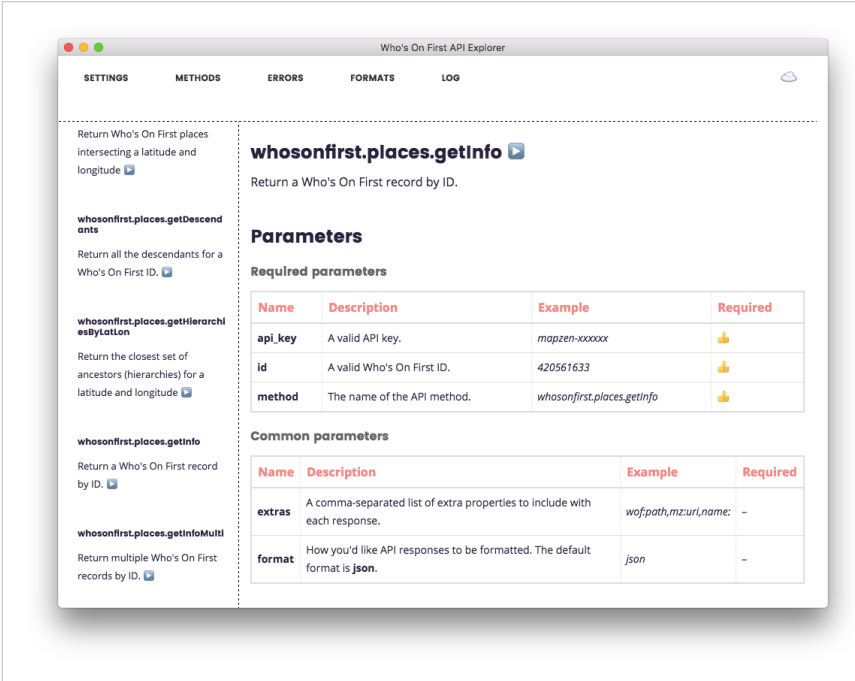 Who's On First API Explorer
SETTINGS METHODS ERRORS FORMATS LOG
Return Who's On First places
intersecting a latitude and
longitude
whosonfirst.places.getDescend
ants
Return all the descendants for a
Who's On First ID.
whosonfirst.places.getHierarchi
esByLatLon
Return the closest set of
ancestors (hierarchies) for a
latitude and longitude
whosonfirst.places.getInfo
Return a Who's On First record
by ID.
whosonfirst.places.getInfoMulti
Return multiple Who's On First
records by ID.
whosonfirst.places.getInfo
Return a Who's On First record by ID.
Parameters
Required parameters
Name Description Example Required
api_key A valid API key. mapzen-xxxxxx 👍
id A valid Who's On First ID. 420561633 👍
method The name of the API method. whosonfirst.places.getInfo 👍
Common parameters
Name Description Example Required
extras A comma-separated list of extra properties to include with
each response. wof:path,mz:uri,name: –
format How you'd like API responses to be formatted. The default
format is json. json –